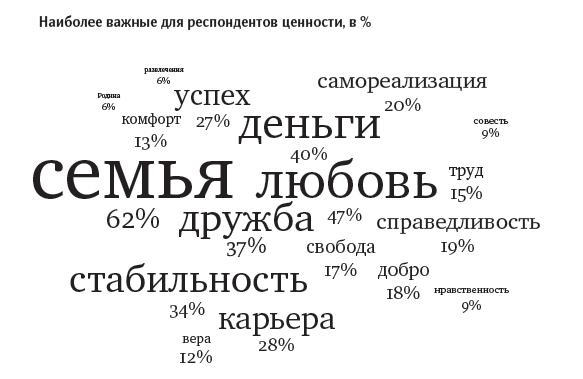 Наиболее важные для респондентов ценности, в %
развлечения
6%
Родина
6%
успех
27%
самореализация
20%
комфорт
13%
деньги
40%
совесть
9%
семья
62%
любовь
47%
труд
15%
дружба
37%
справедливость
19%
свобода
17%
добро
18%
стабильность
34%
нравственность
9%
карьера
28%
вера
12%